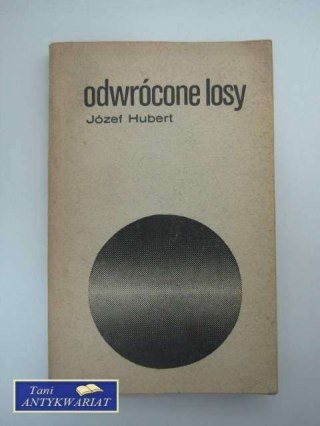 odwrócone losy
Józef Hubert
Tani
ANTYKWARIAT